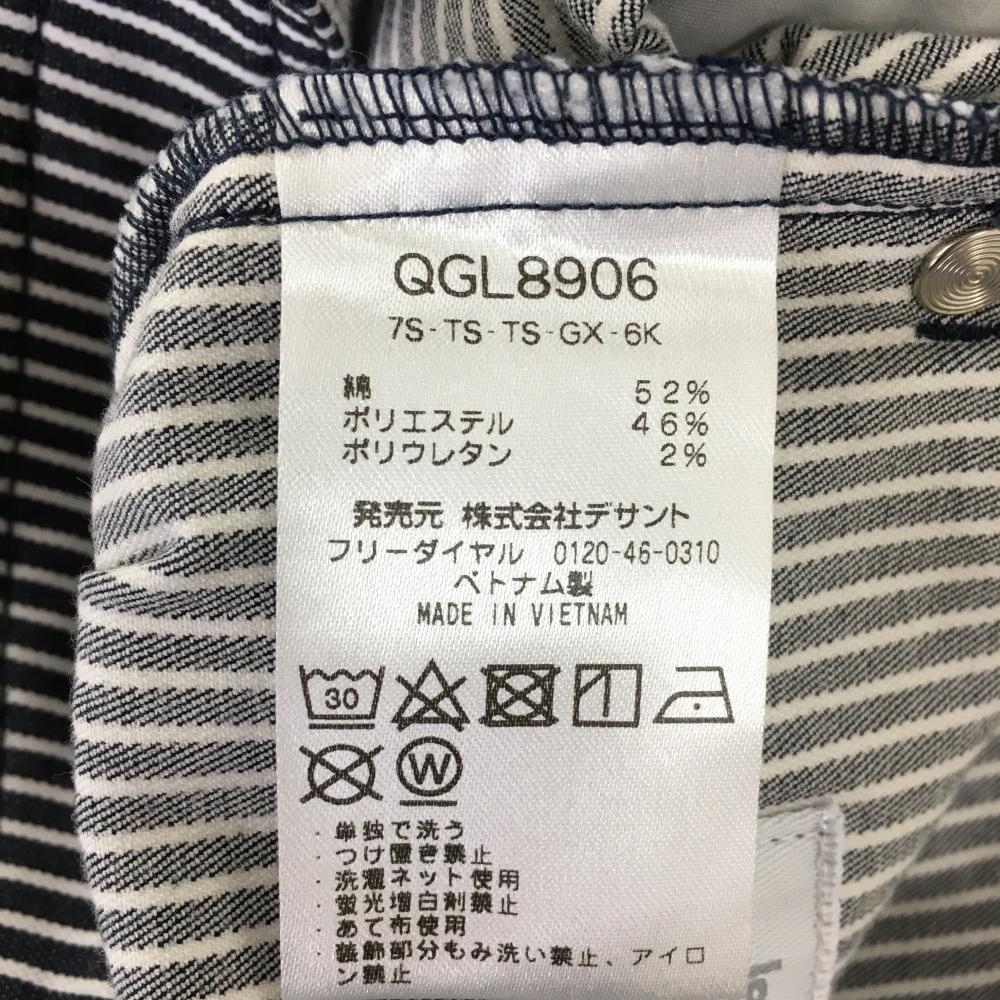 QGL8906
7S-TS-TS-GX-6K
綿 52%
ポリエステル 46%
ポリウレタン 2%
発売元 株式会社デサント
フリーダイヤル 0120-46-0310
ベトナム製
MADE IN VIETNAM
30
W
・単独で洗う
・つけ置き禁止
・洗濯ネット使用
・蛍光増白剤禁止
・あて布使用
・装飾部分もみ洗い禁止、アイロ
ン禁止